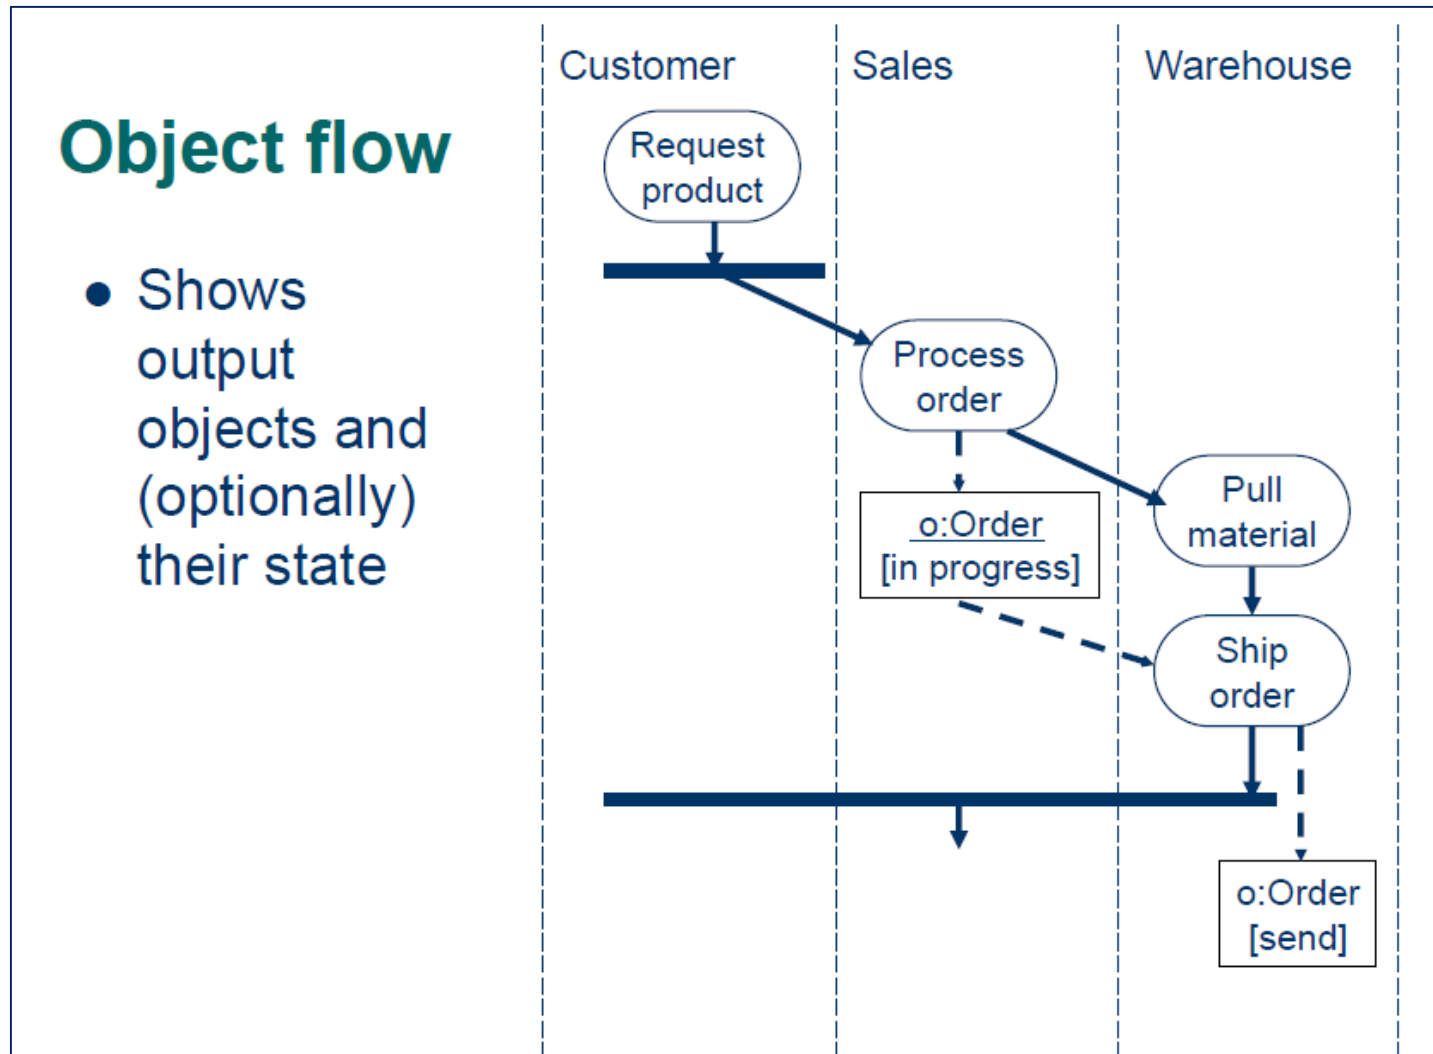 Object flow
● Shows
output
objects and
(optionally)
their state
Customer
Sales
Warehouse
Request
product
Process
order
Pull
material
o:Order
[in progress]
Ship
order
o:Order
[send]